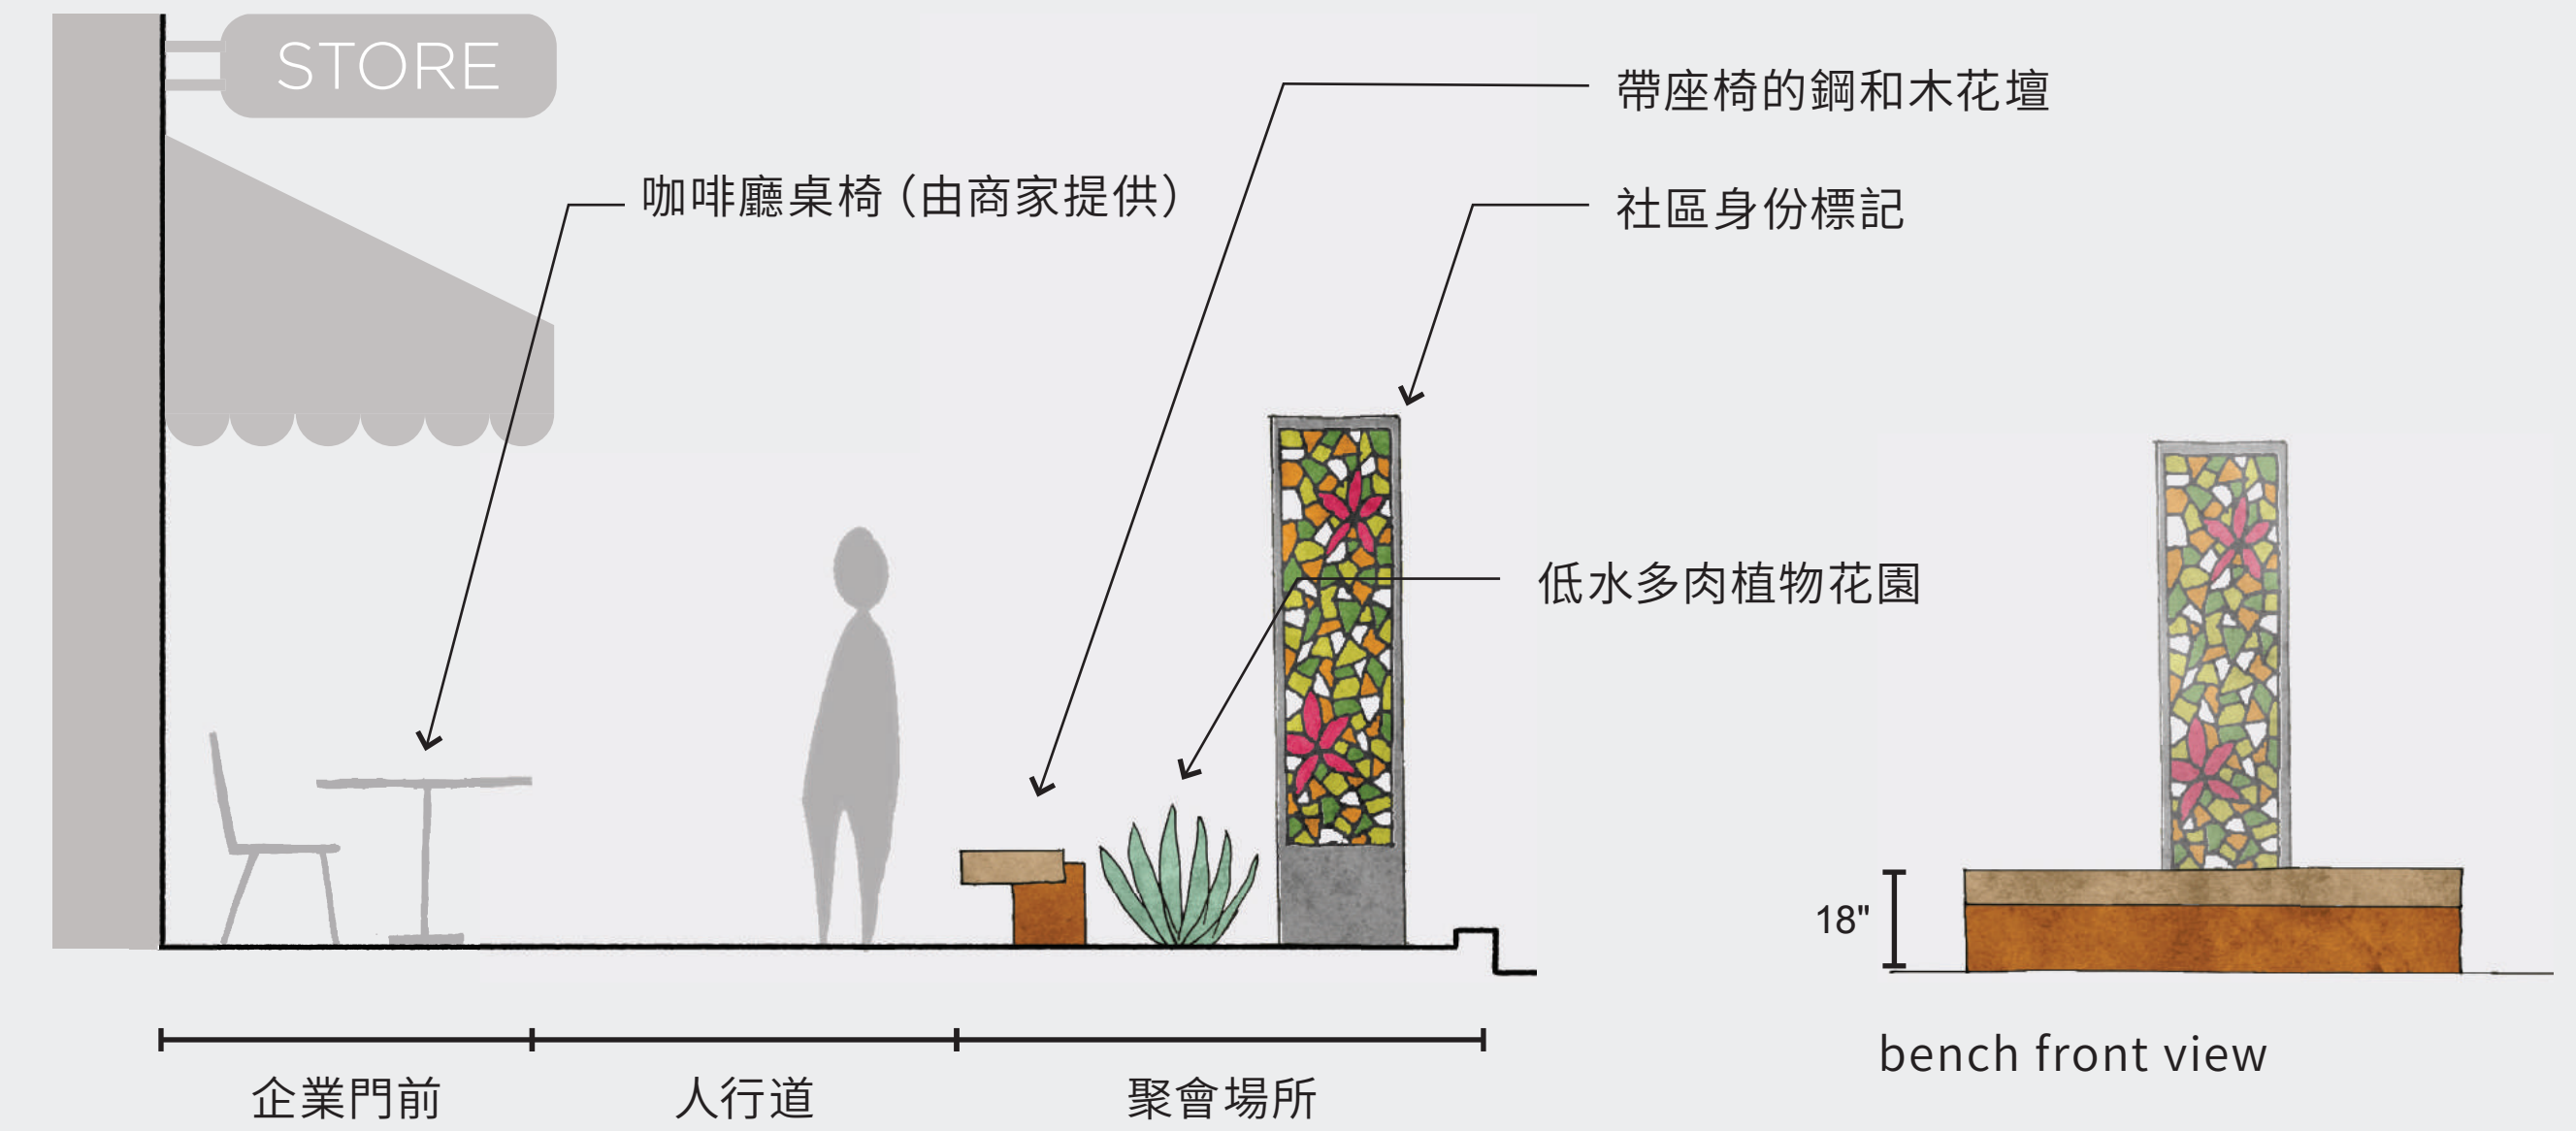 STORE
帶座椅的鋼和木花壇
咖啡廳桌椅（由商家提供）
社區身份標記
低水多肉植物花園
18"
bench front view
企業門前
人行道
聚會場所